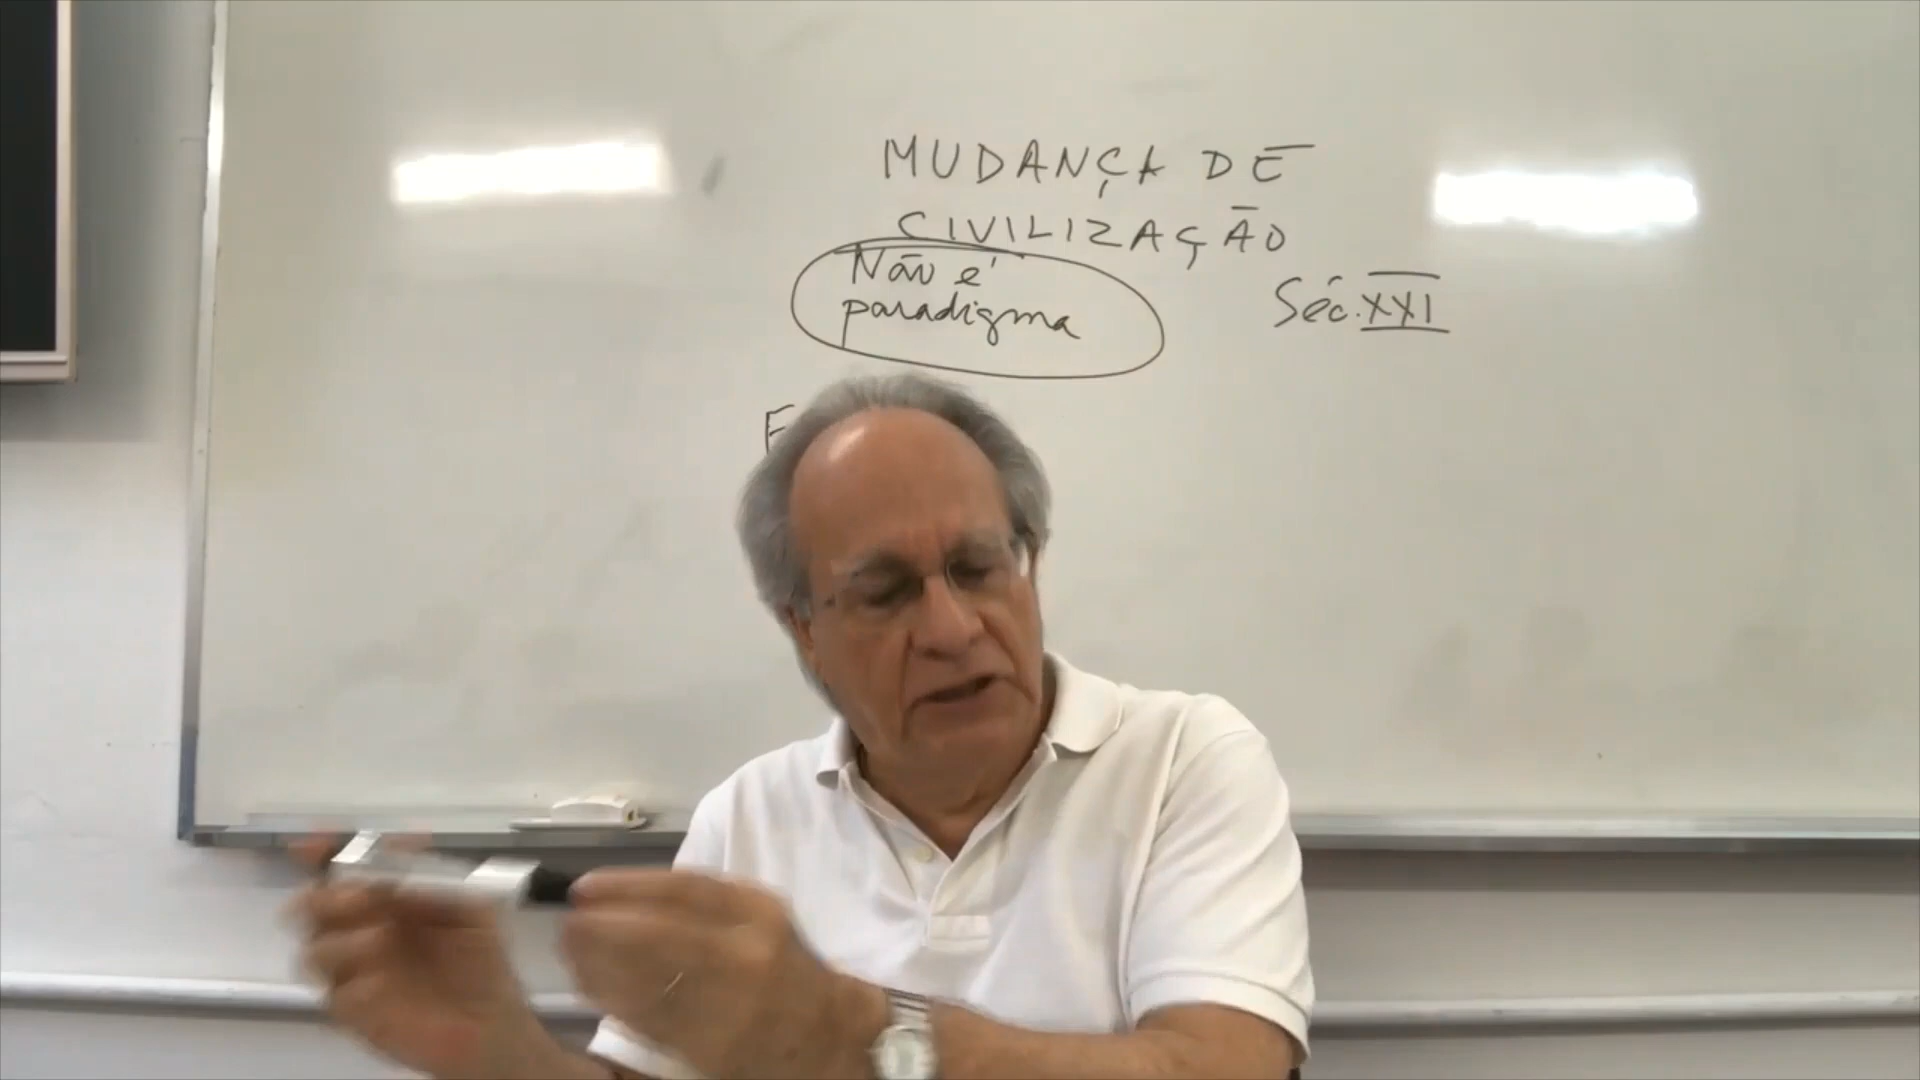 MUDANÇA DE
CIVILIZAÇÃO
Não é
paradigma
Séc. XXI